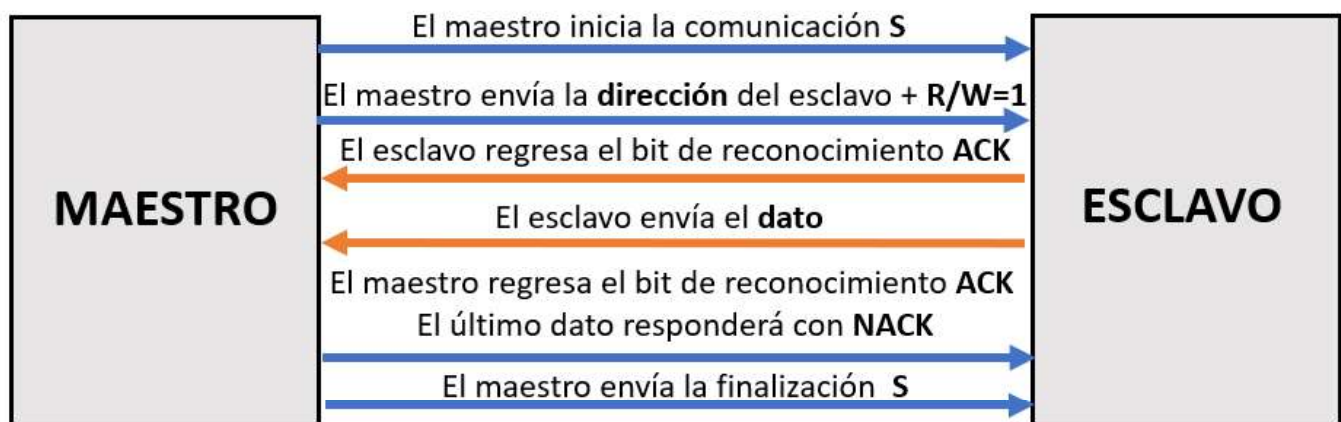 El maestro inicia la comunicación S
El maestro envía la dirección del esclavo + R/W=1
El esclavo regresa el bit de reconocimiento ACK
MAESTRO
ESCLAVO
El esclavo envía el dato
El maestro regresa el bit de reconocimiento ACK
El último dato responderá con NACK
El maestro envía la finalización S